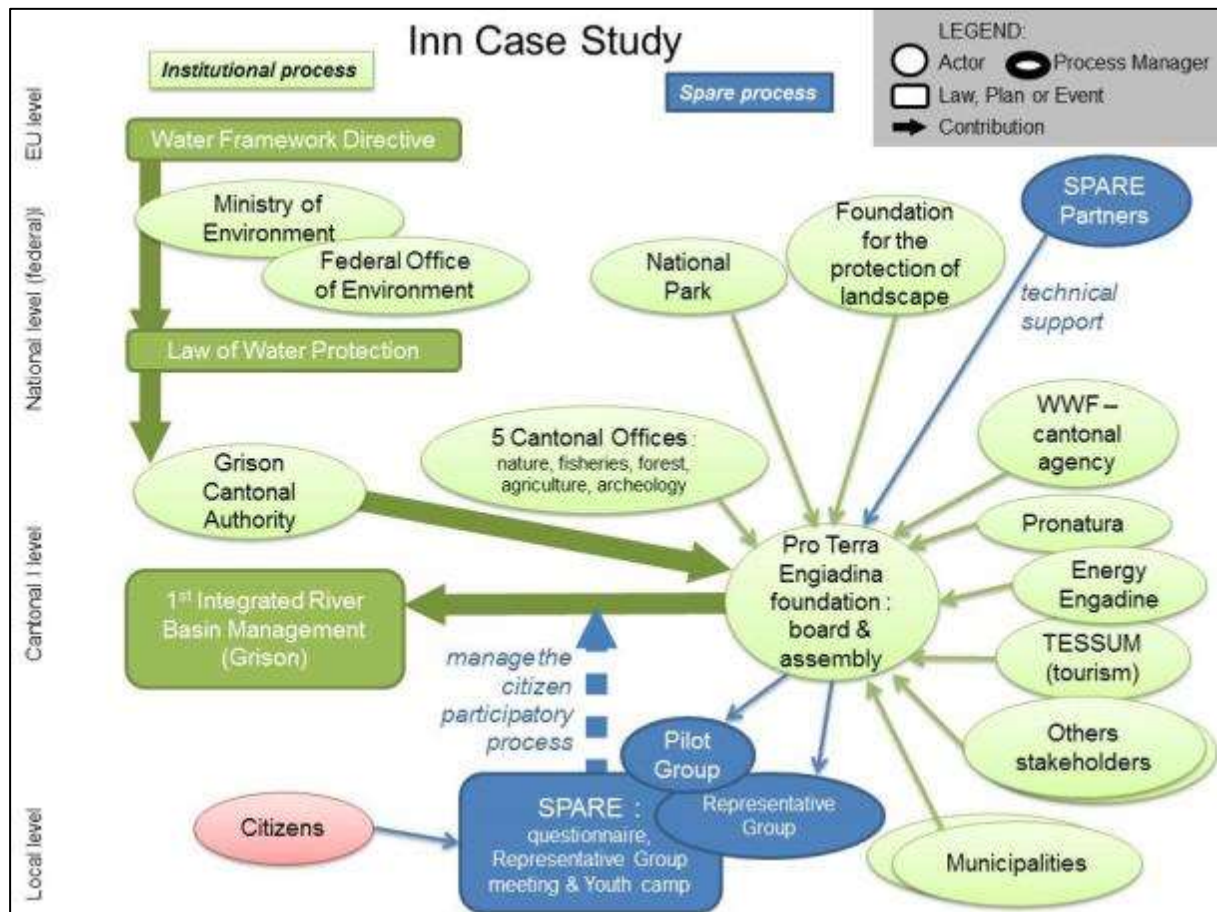 Inn Case Study
LEGEND:
Actor
Process Manager
Law, Plan or Event
Contribution
Institutional process
Spare process
EU level
National level (federal)l
Cantonal l level
Local level
Water Framework Directive
Ministry of
Environment
Federal Office
of Environment
Law of Water Protection
Grison
Cantonal
Authority
1st Integrated River
Basin Management
(Grison)
5 Cantonal Offices :
nature, fisheries, forest,
agriculture, archeology
National
Park
Foundation
for the
protection of
landscape
SPARE
Partners
technical
support
WWF –
cantonal
agency
Pronatura
Energy
Engadine
TESSUM
(tourism)
Others
stakeholders
Municipalities
Pro Terra
Engiadina
foundation :
board &
assembly
manage the
citizen
participatory
process
Pilot
Group
Representative
Group
SPARE :
questionnaire,
Representative Group
meeting & Youth camp
Citizens